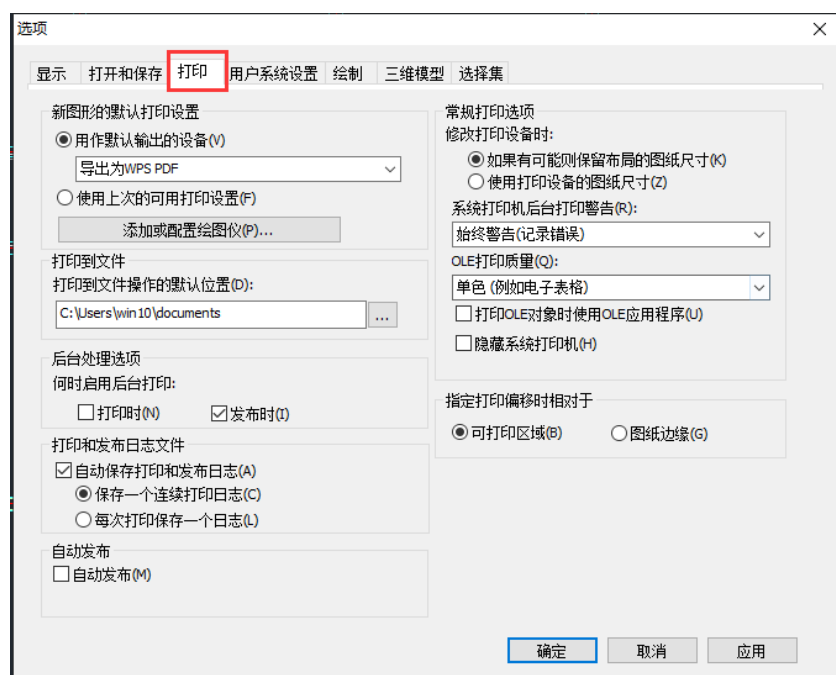 选项
显示 打开和保存 打印 用户系统设置 绘制 三维模型 选择集
新图形的默认打印设置
用作默认输出的设备(V)
导出为WPS PDF
使用上次的可用打印设置(F)
添加或配置绘图仪(P)...
打印到文件
打印到文件操作的默认位置(D):
C:\Users\win10\documents
...
后台处理选项
何时启用后台打印:
打印时(N) 发布时(I)
打印和发布日志文件
自动保存打印和发布日志(A)
保存一个连续打印日志(C)
每次打印保存一个日志(L)
自动发布
自动发布(M)
常规打印选项
修改打印设备时:
如果有可能则保留布局的图纸尺寸(K)
使用打印设备的图纸尺寸(Z)
系统打印机后台打印警告(R):
始终警告(记录错误)
OLE打印质量(Q):
单色 (例如电子表格)
打印OLE对象时使用OLE应用程序(U)
隐藏系统打印机(H)
指定打印偏移时相对于
可打印区域(B) 图纸边缘(G)
确定 取消 应用